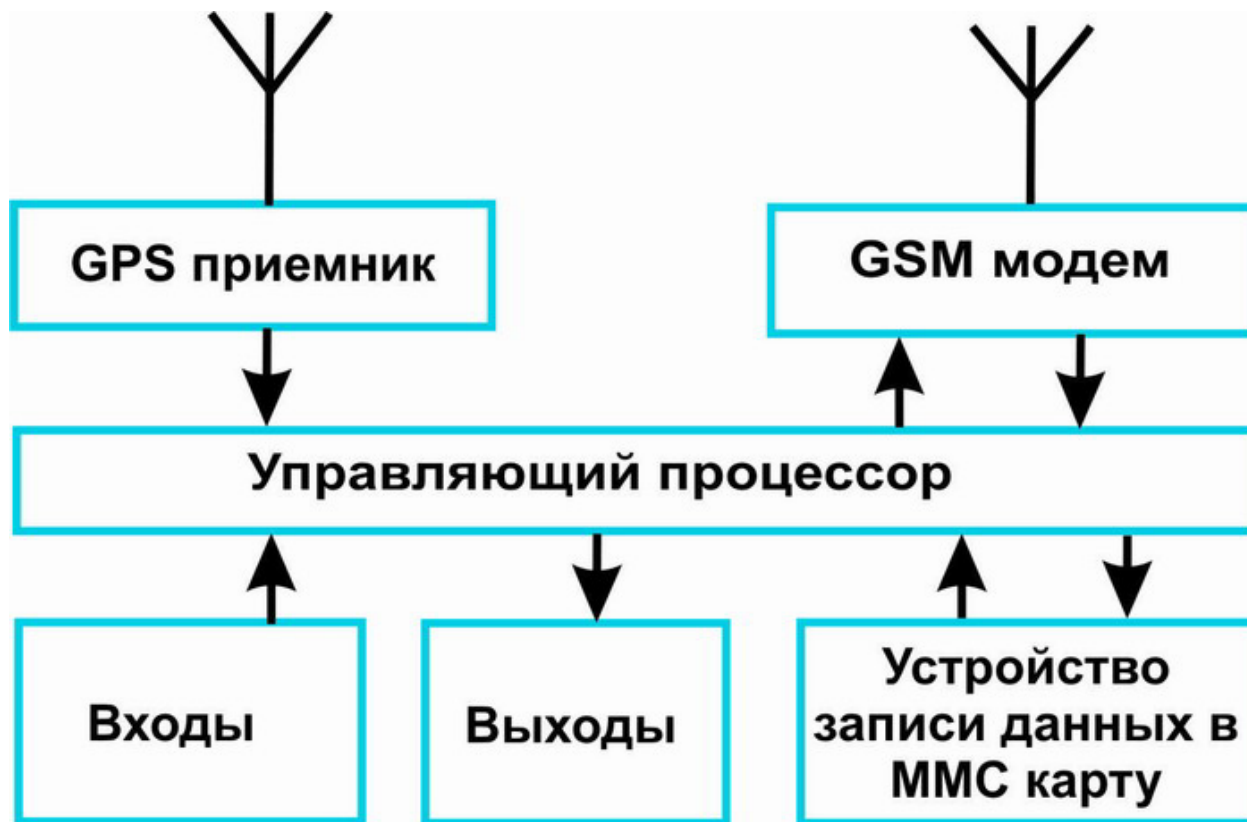 GPS приемник
GSM модем
Управляющий процессор
Входы
Выходы
Устройство
записи данных в
ММС карту